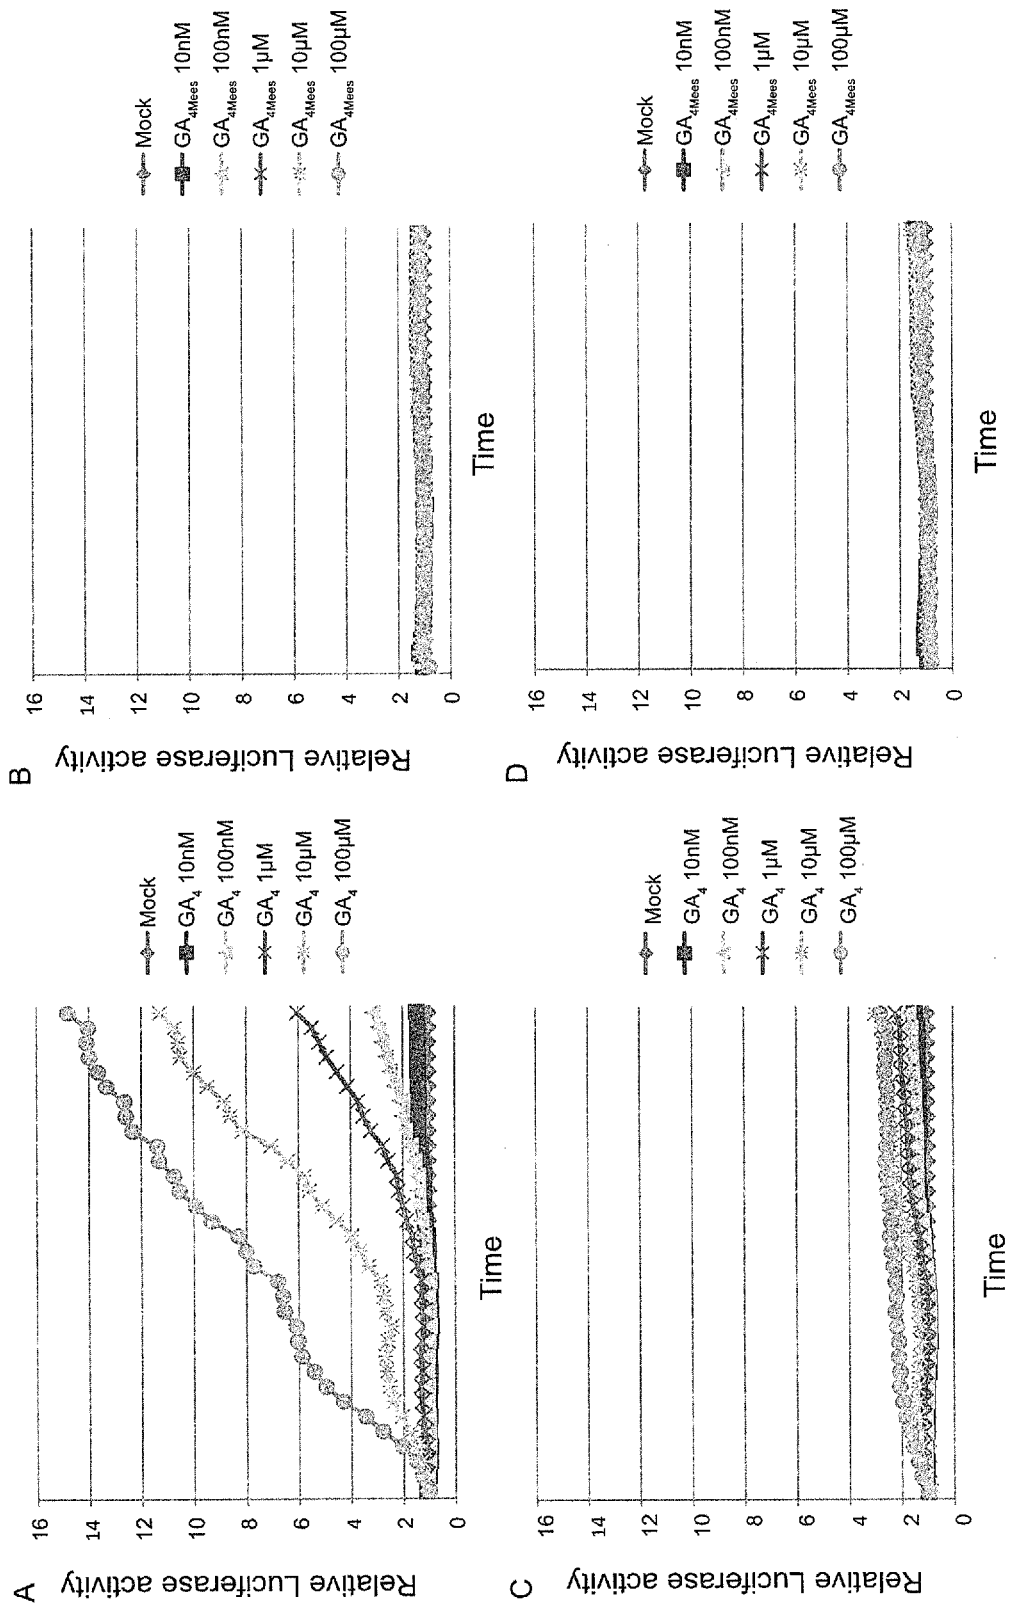 A
Relative Luciferase activity
16
14
12
10
8
6
4
2
0
Time
Mock
GA4 10nM
GA4 100nM
GA4 1µM
GA4 10µM
GA4 100µM
B
Relative Luciferase activity
16
14
12
10
8
6
4
2
0
Time
Mock
GA4Mees 10nM
GA4Mees 100nM
GA4Mees 1µM
GA4Mees 10µM
GA4Mees 100µM
C
Relative Luciferase activity
16
14
12
10
8
6
4
2
0
Time
Mock
GA4 10nM
GA4 100nM
GA4 1µM
GA4 10µM
GA4 100µM
D
Relative Luciferase activity
16
14
12
10
8
6
4
2
0
Time
Mock
GA4Mees 10nM
GA4Mees 100nM
GA4Mees 1µM
GA4Mees 10µM
GA4Mees 100µM